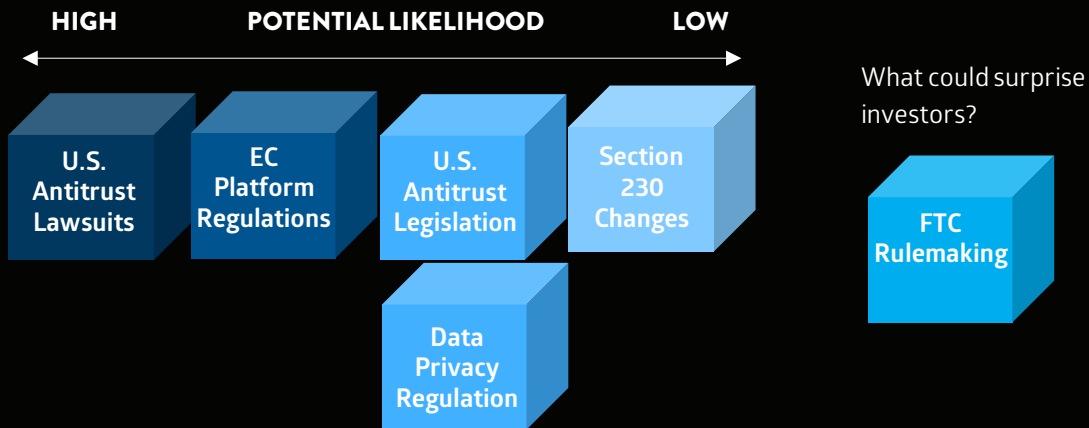 HIGH POTENTIAL LIKELIHOOD LOW
What could surprise
investors?
U.S.
Antitrust
Lawsuits
EC
Platform
Regulations
U.S.
Antitrust
Legislation
Section
230
Changes
FTC
Rulemaking
Data
Privacy
Regulation